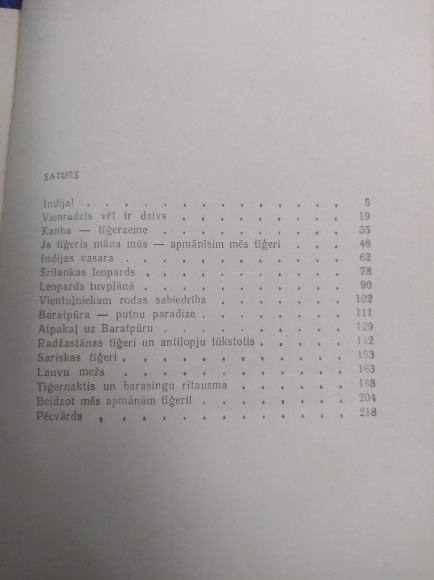 SATURS
Indija! . . . . . . . . . . . . 5
Vienradzis vēl ir dzīvs . . . . . . . . 19
Kanha — tīģerzeme . . . . . . . . . 35
Ja tīģeris māna mūs — apmānīsim mēs tīģeri . . . 46
Indijas vasara . . . . . . . . . . 62
Srilankas leopards . . . . . . . . . 78
Leopards tuvplānā . . . . . . . . . 90
Vientuļniekam rodas sabiedrība . . . . . . 102
Baratpūra — putnu paradīze . . . . . . . 111
Atpakaļ uz Baratpūru . . . . . . . . 129
Radžastānas tīģeri un antilopju tūkstotis . . . . 142
Sariskas tīģeri . . . . . . . . . . 153
Lauvu mežs . . . . . . . . . . 163
Tīģernaktis un barasingu rītausma . . . . . 188
Beidzot mēs apmānām tīģeri! . . . . . . 204
Pēcvārds . . . . . . . . . . . 218